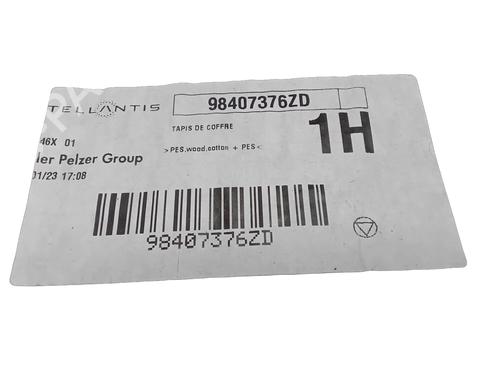 TELLANTIS
98407376ZD
TAPIS DE COFFRE
1H
46X 01
>PES,wood,cotton + PES<
ler Pelzer Group
01/23 17:08
98407376ZD